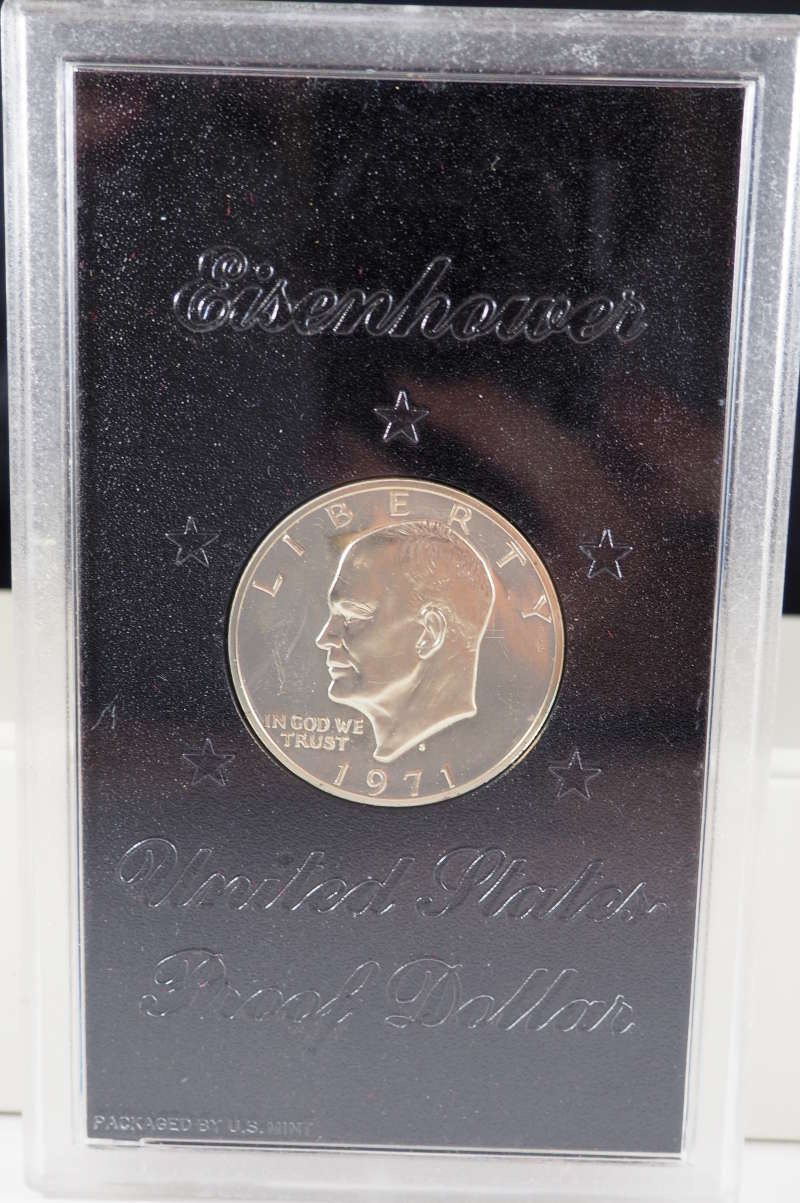 Eisenhower
LIBERTY
IN GOD WE
TRUST
S
1971
United States
Proof Dollar
PACKAGED BY U.S. MINT